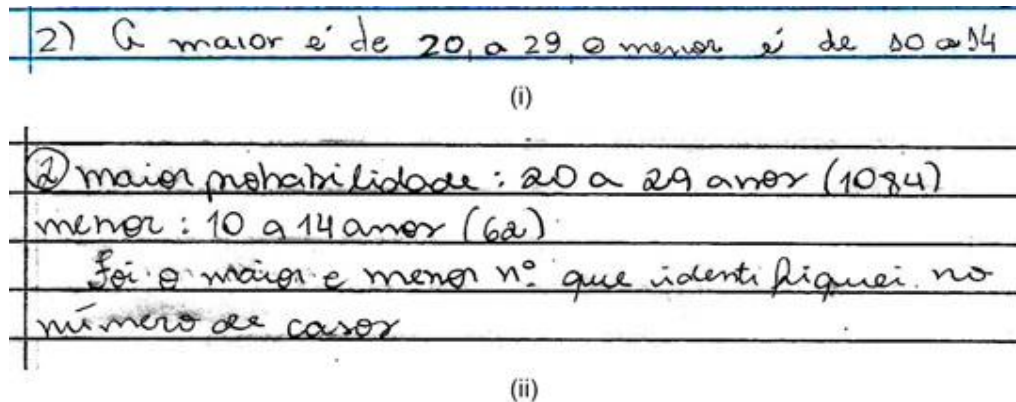 2) A maior é de 20, a 29, o menor é de 10 a 14
(i)
② maior probabilidade: 20 a 29 anos (1084)
menor: 10 a 14 anos (62)
foi o maior e menor nº que identifiquei no
número de casos
(ii)